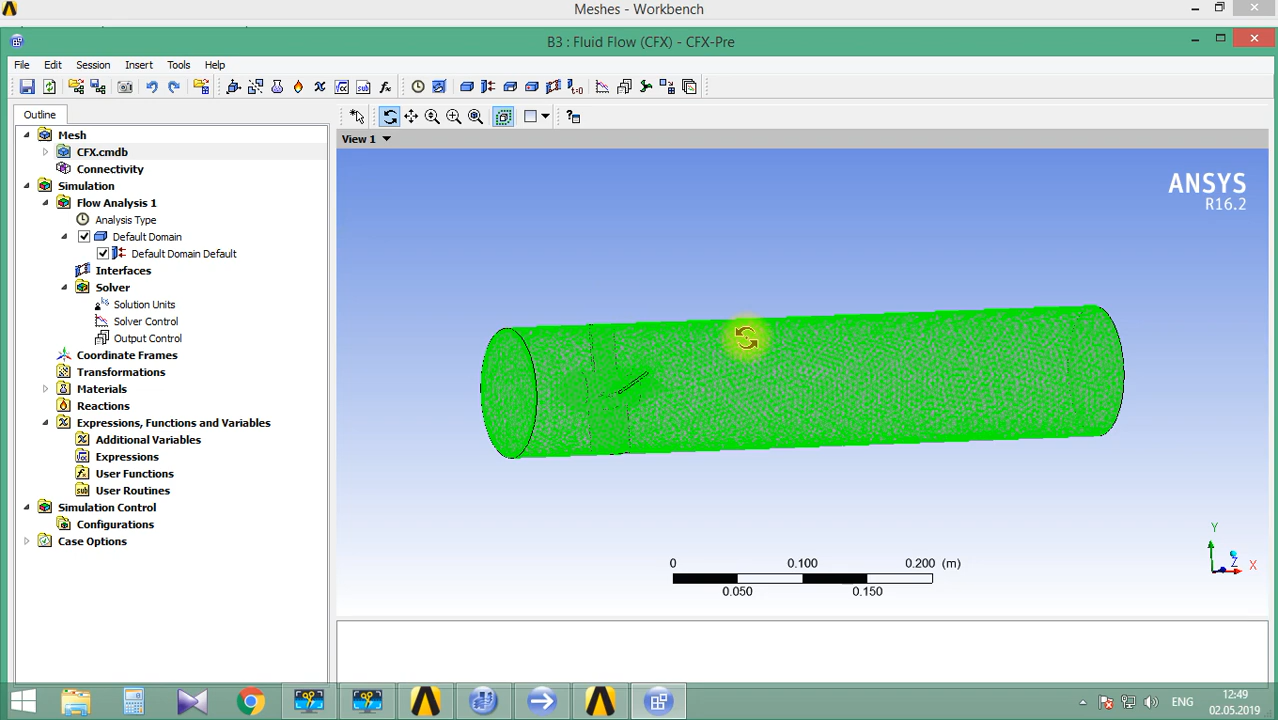 Meshes - Workbench
B3 : Fluid Flow (CFX) - CFX-Pre
File Edit Session Insert Tools Help
Outline
View 1
Mesh
CFX.cmdb
Connectivity
Simulation
Flow Analysis 1
Analysis Type
Default Domain
Default Domain Default
Interfaces
Solver
Solution Units
Solver Control
Output Control
Coordinate Frames
Transformations
Materials
Reactions
Expressions, Functions and Variables
Additional Variables
Expressions
User Functions
User Routines
Simulation Control
Configurations
Case Options
ANSYS
R16.2
Y
Z
X
0 0.100 0.200 (m)
0.050 0.150
ENG
12:49
02.05.2019